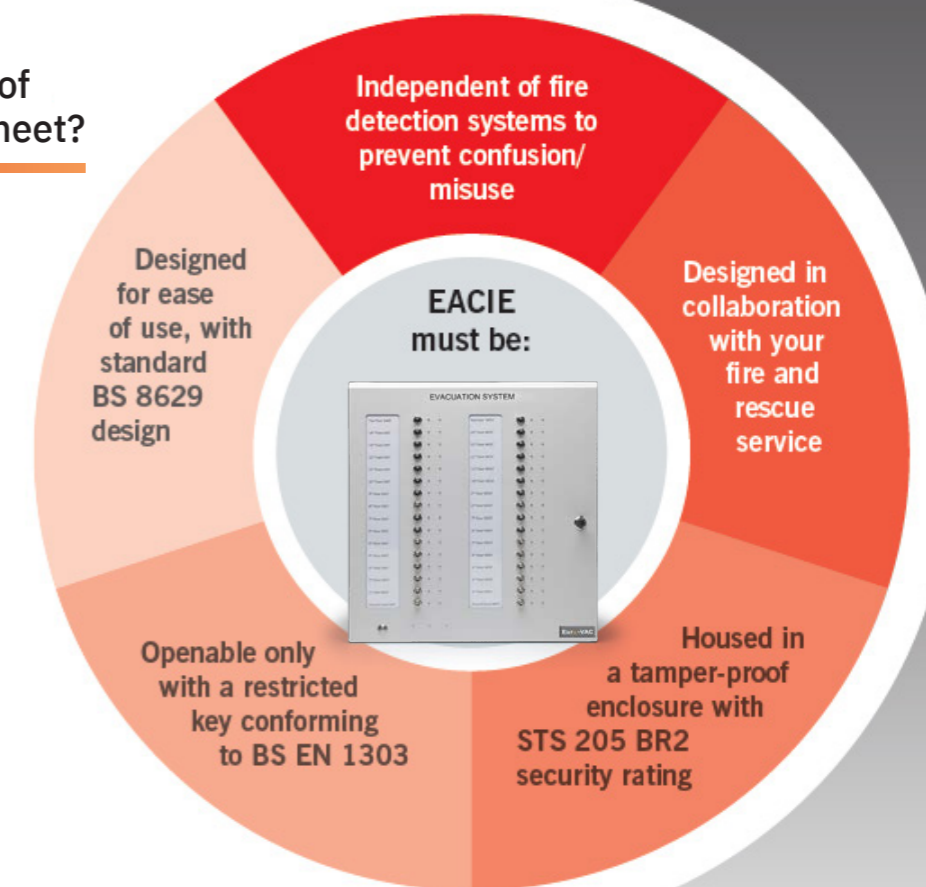 of
neet?
Independent of fire
detection systems to
prevent confusion/
misuse
Designed in
collaboration
with your
fire and
rescue
service
Housed in
a tamper-proof
enclosure with
STS 205 BR2
security rating
Openable only
with a restricted
key conforming
to BS EN 1303
Designed
for ease
of use, with
standard
BS 8629
design
EACIE
must be:
EVACUATION SYSTEM